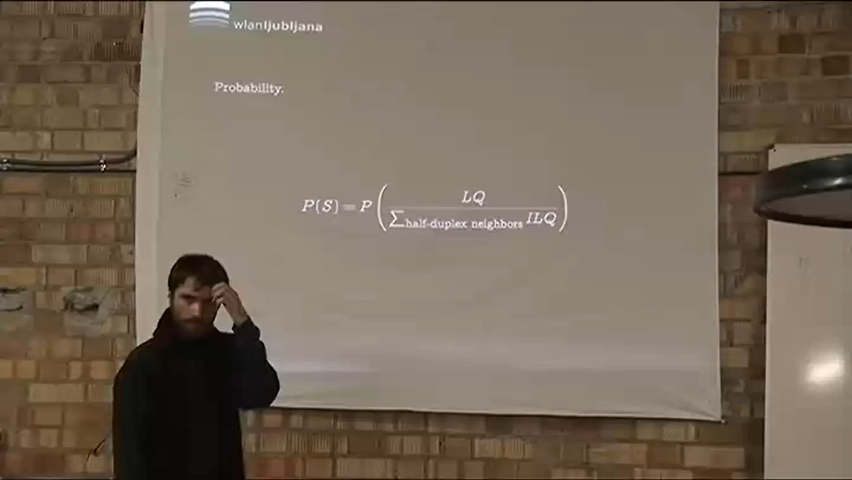 wlanljubljana
Probability.
P(S) = P ( LQ / ∑half-duplex neighbors ILQ )